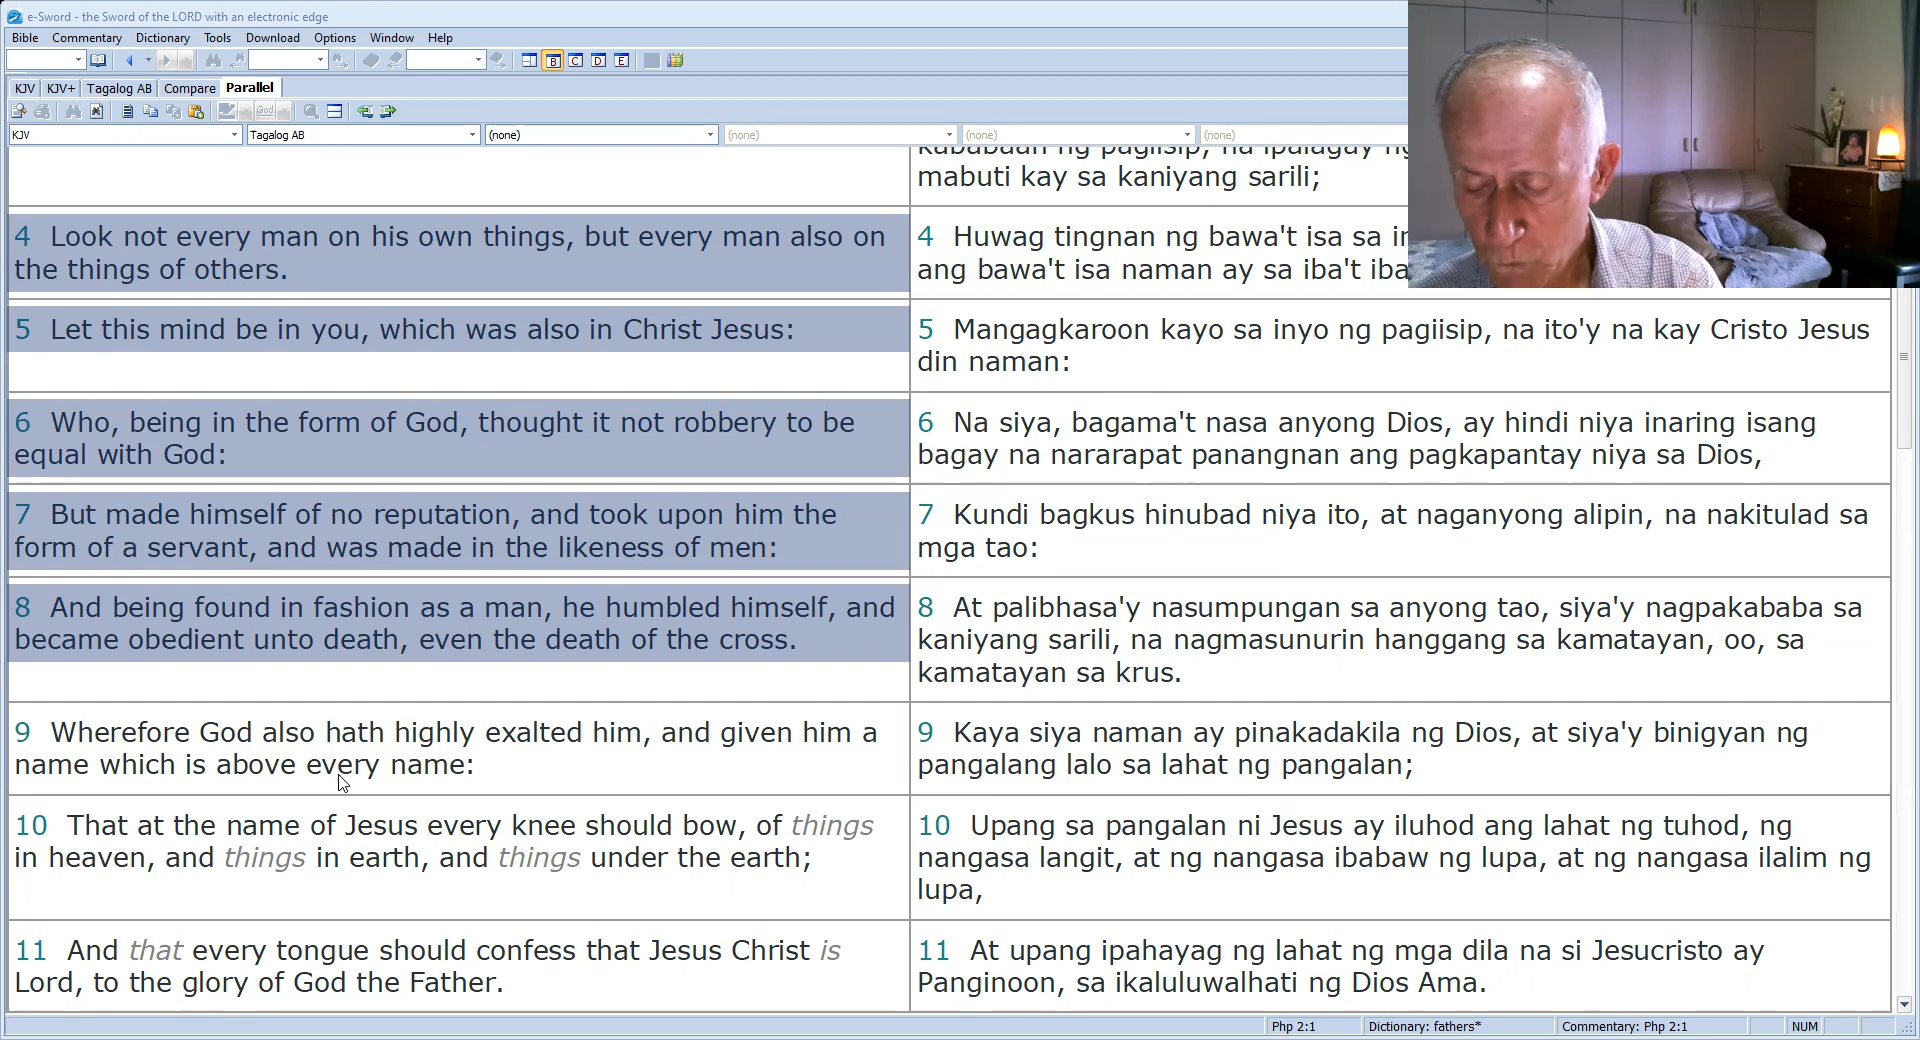 e-Sword - the Sword of the LORD with an electronic edge
Bible Commentary Dictionary Tools Download Options Window Help
B C D E
KJV KJV+ Tagalog AB Compare Parallel
God
KJV Tagalog AB (none) (none) (none) (none)
mabuti kay sa kaniyang sarili;
4 Look not every man on his own things, but every man also on
the things of others.
4 Huwag tingnan ng bawa't isa sa
ang bawa't isa naman ay sa iba't iba
5 Let this mind be in you, which was also in Christ Jesus:
5 Mangagkaroon kayo sa inyo ng pagiisip, na ito'y na kay Cristo Jesus
din naman:
6 Who, being in the form of God, thought it not robbery to be
equal with God:
6 Na siya, bagama't nasa anyong Dios, ay hindi niya inaring isang
bagay na nararapat panangnan ang pagkapantay niya sa Dios,
7 But made himself of no reputation, and took upon him the
form of a servant, and was made in the likeness of men:
7 Kundi bagkus hinubad niya ito, at naganyong alipin, na nakitulad sa
mga tao:
8 And being found in fashion as a man, he humbled himself, and
became obedient unto death, even the death of the cross.
8 At palibhasa'y nasumpungan sa anyong tao, siya'y nagpakababa sa
kaniyang sarili, na nagmasunurin hanggang sa kamatayan, oo, sa
kamatayan sa krus.
9 Wherefore God also hath highly exalted him, and given him a
name which is above every name:
9 Kaya siya naman ay pinakadakila ng Dios, at siya'y binigyan ng
pangalang lalo sa lahat ng pangalan;
10 That at the name of Jesus every knee should bow, of things
in heaven, and things in earth, and things under the earth;
10 Upang sa pangalan ni Jesus ay iluhod ang lahat ng tuhod, ng
nangasa langit, at ng nangasa ibabaw ng lupa, at ng nangasa ilalim ng
lupa,
11 And that every tongue should confess that Jesus Christ is
Lord, to the glory of God the Father.
11 At upang ipahayag ng lahat ng mga dila na si Jesucristo ay
Panginoon, sa ikaluluwalhati ng Dios Ama.
Php 2:1 Dictionary: fathers* Commentary: Php 2:1 NUM